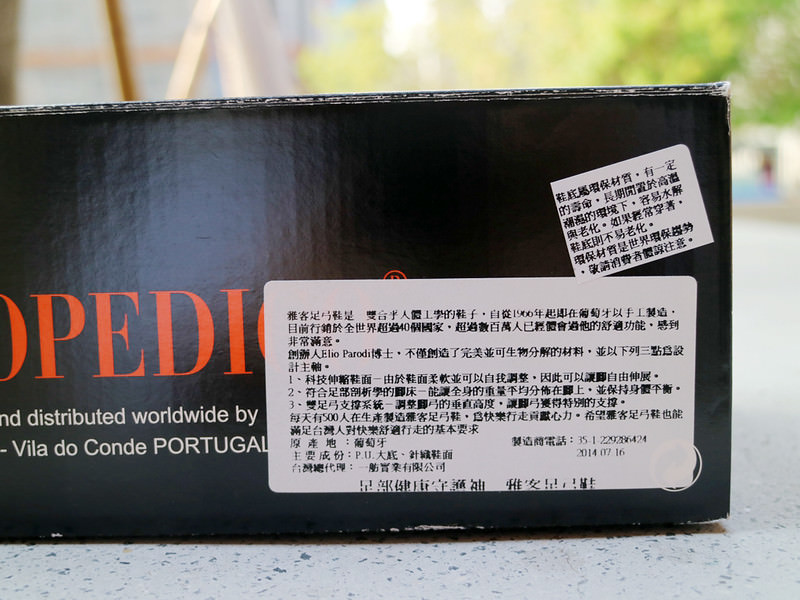 鞋底屬環保材質，有一定
的壽命，長期閒置於高溫
潮濕的環境下，容易水解
與老化。如果經常穿著，
鞋底則不易老化。
環保材質是世界環保趨勢
，敬請消費者體諒注意。
OPEDI
®
nd distributed worldwide by
- Vila do Conde PORTUGAL
雅客足弓鞋是一雙合乎人體工學的鞋子，自從1966年起即在葡萄牙以手工製造，
目前行銷於全世界超過40個國家，超過數百萬人已經體會過他的舒適功能，感到
非常滿意。
創辦人Elio Parodi博士，不僅創造了完美並可生物分解的材料，並以下列三點為設
計主軸。
1、科技伸縮鞋面－由於鞋面柔軟並可以自我調整，因此可以讓腳自由伸展。
2、符合足部剖析學的腳床－能讓全身的重量平均分佈在腳上，並保持身體平衡。
3、雙足弓支撐系統－調整腳弓的垂直高度，讓腳弓獲得特別的支撐。
每天有500人在生產製造雅客足弓鞋，為快樂行走貢獻心力。希望雅客足弓鞋也能
滿足台灣人對快樂舒適行走的基本要求
原 產 地：葡萄牙 製造商電話：35-1-229286424
主 要 成 份：P.U.大底、針織鞋面 2014.07.16
台灣總代理：一舫實業有限公司
足部健康守護神 雅客足弓鞋